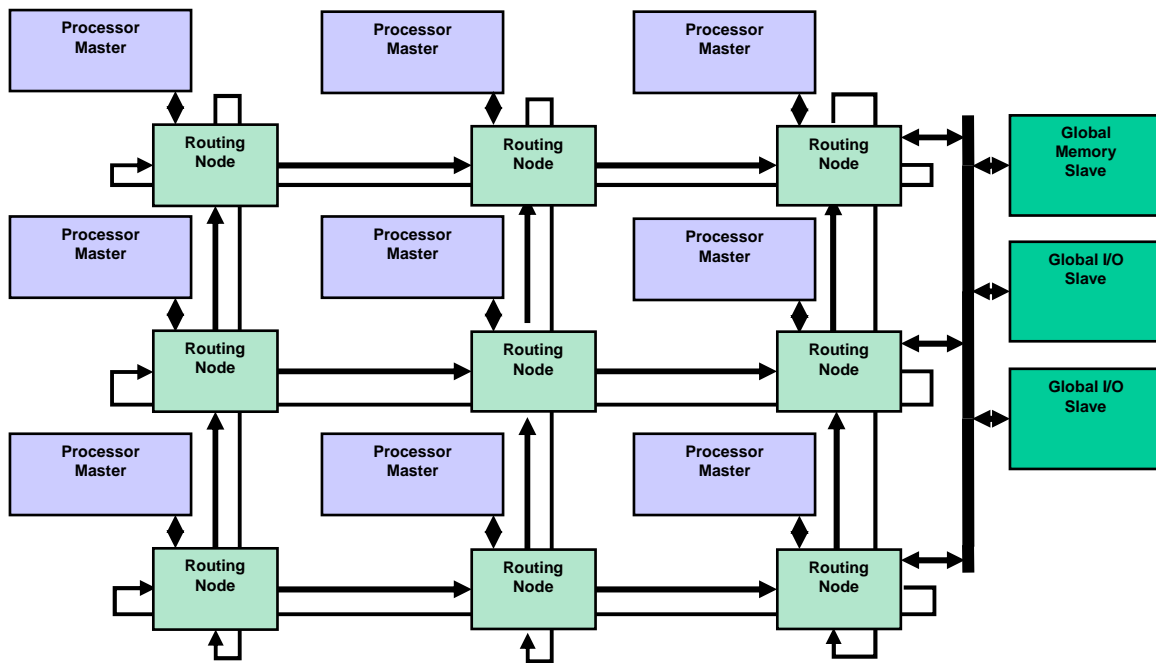 Processor
Master
Processor
Master
Processor
Master
Routing
Node
Routing
Node
Routing
Node
Global
Memory
Slave
Processor
Master
Processor
Master
Processor
Master
Global I/O
Slave
Routing
Node
Routing
Node
Routing
Node
Global I/O
Slave
Processor
Master
Processor
Master
Processor
Master
Routing
Node
Routing
Node
Routing
Node